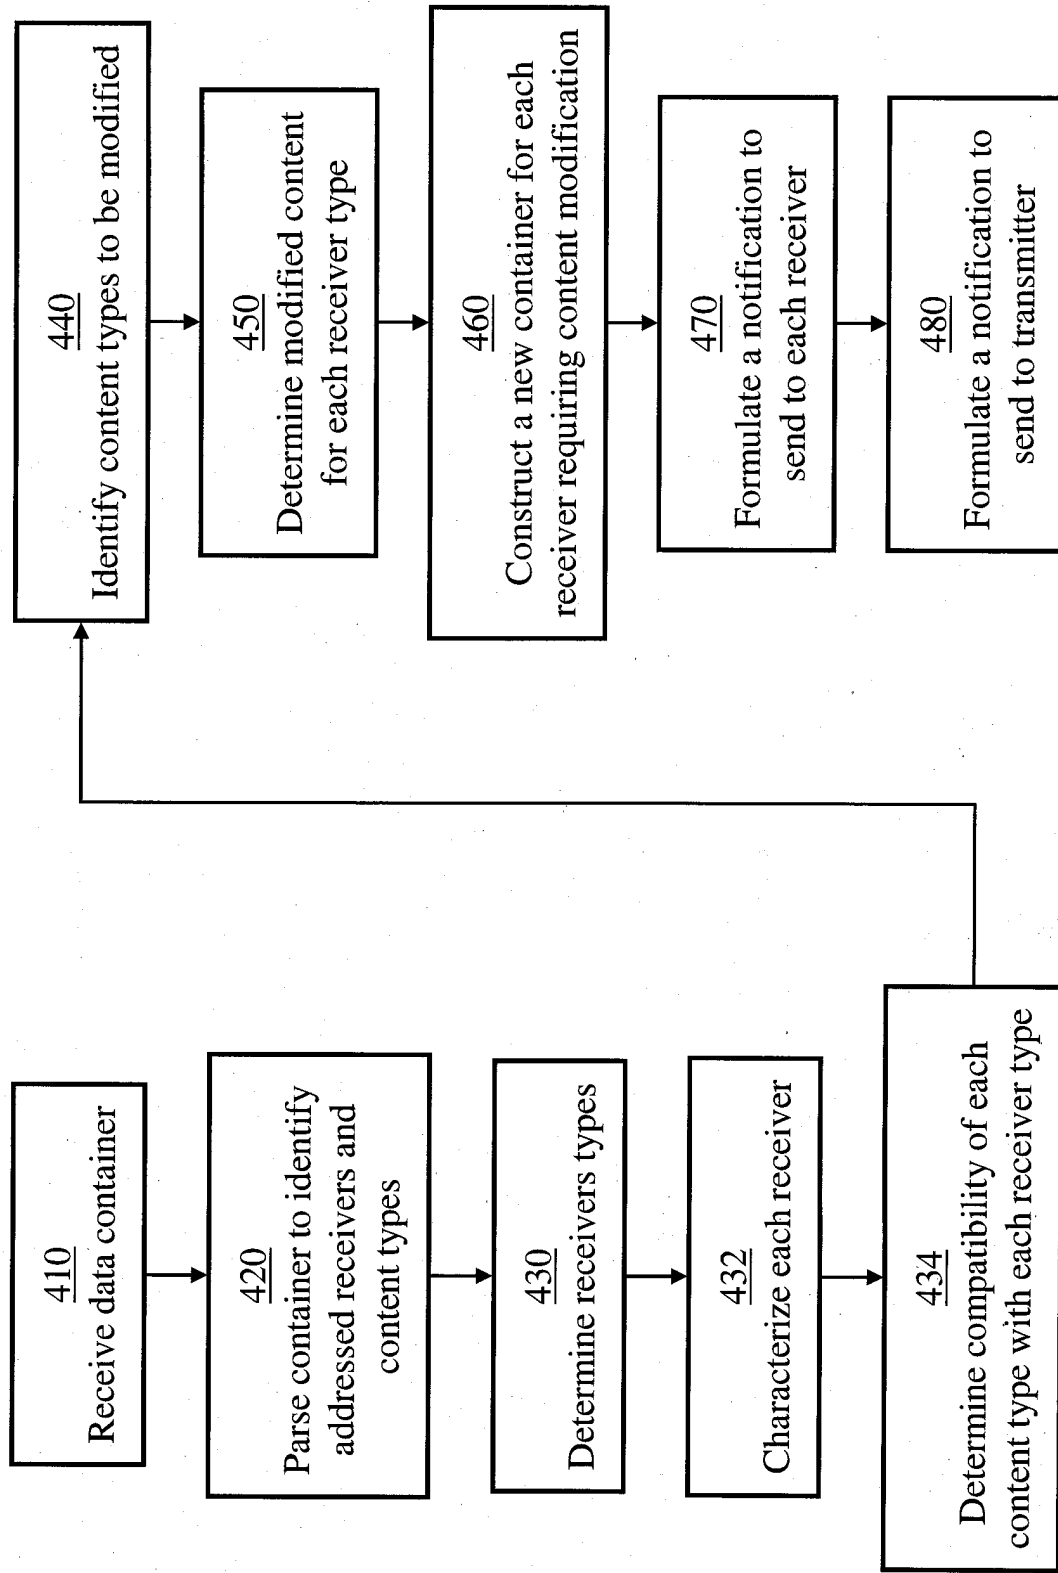 410
Receive data container
420
Parse container to identify
addressed receivers and
content types
430
Determine receivers types
432
Characterize each receiver
434
Determine compatibility of each
content type with each receiver type
440
Identify content types to be modified
450
Determine modified content
for each receiver type
460
Construct a new container for each
receiver requiring content modification
470
Formulate a notification to
send to each receiver
480
Formulate a notification to
send to transmitter